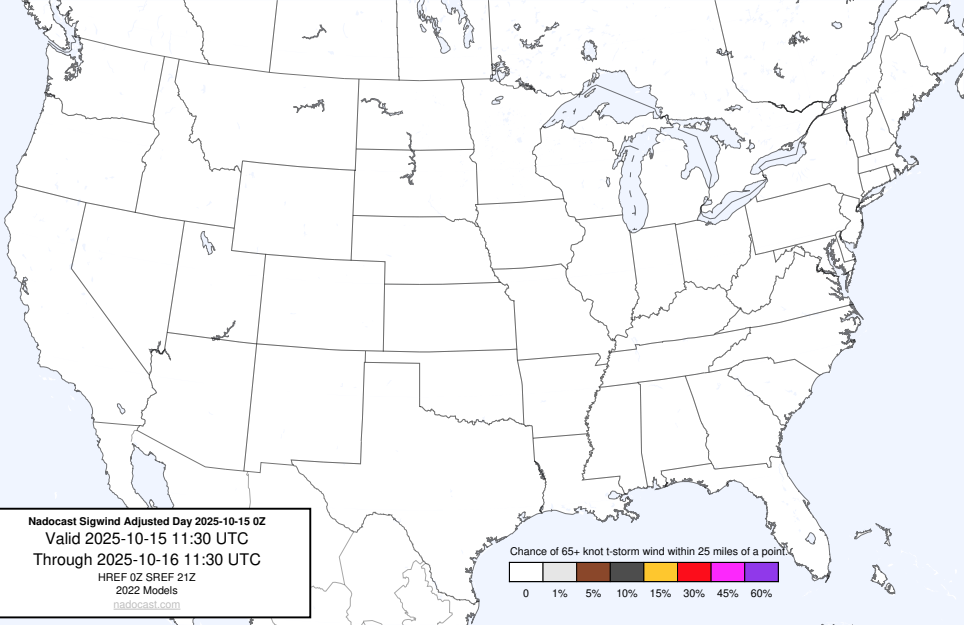 Nadocast Sigwind Adjusted Day 2025-10-15 0Z
Valid 2025-10-15 11:30 UTC
Through 2025-10-16 11:30 UTC
HREF 0Z SREF 21Z
2022 Models
nadocast.com
Chance of 65+ knot t-storm wind within 25 miles of a point.
0 1% 5% 10% 15% 30% 45% 60%